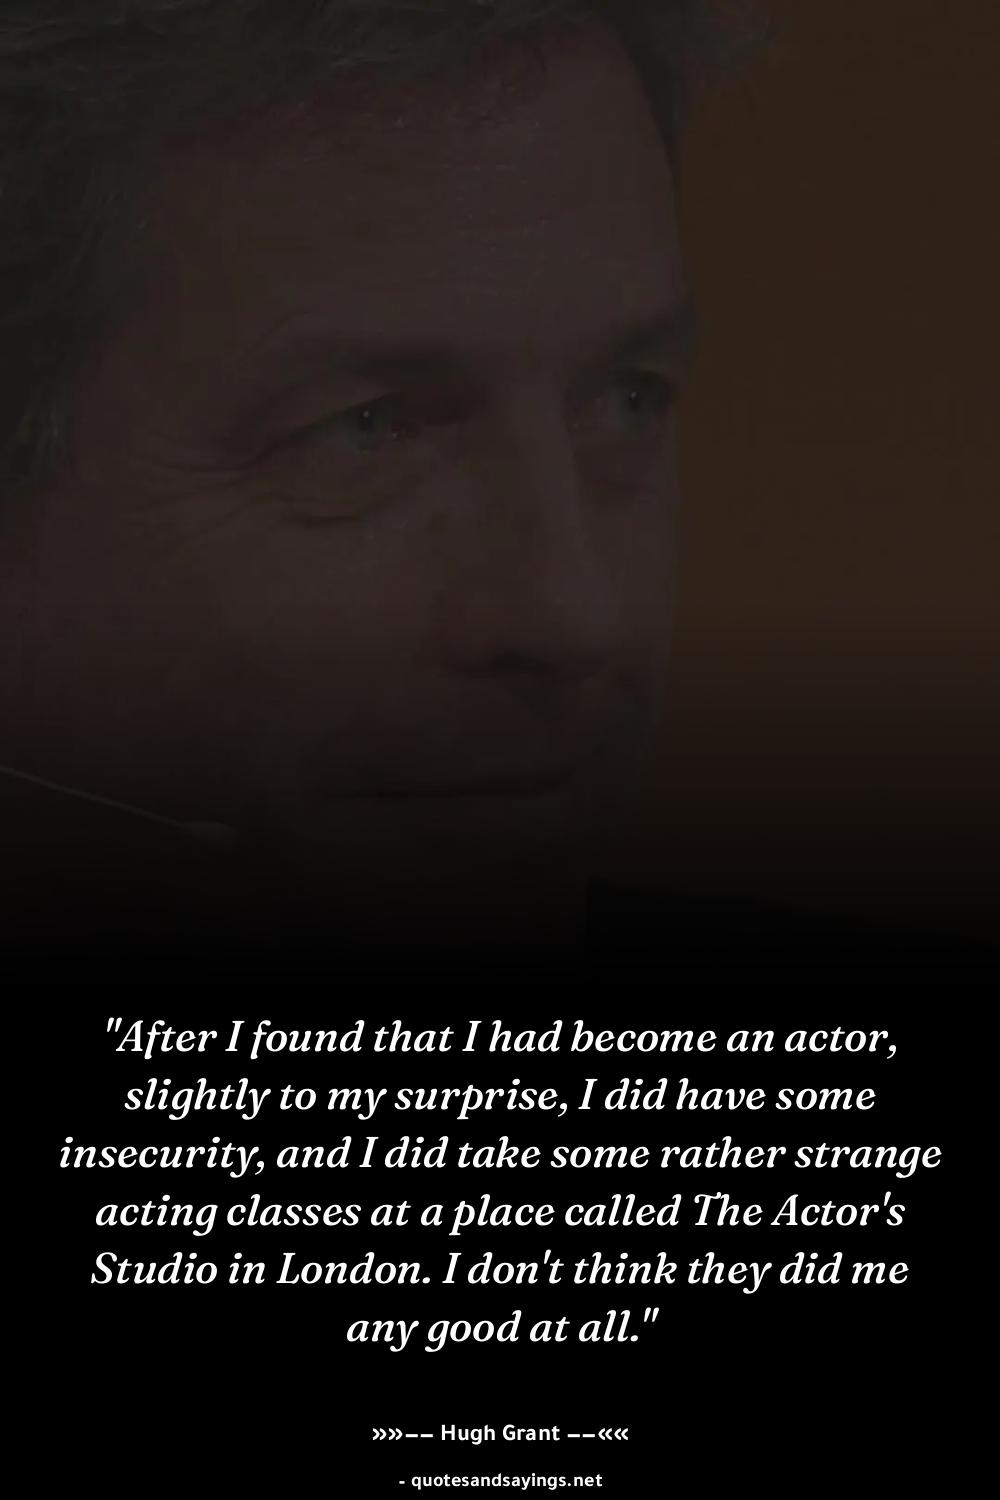 "After I found that I had become an actor,
slightly to my surprise, I did have some
insecurity, and I did take some rather strange
acting classes at a place called The Actor's
Studio in London. I don't think they did me
any good at all."
»»–– Hugh Grant ––««
- quotesandsayings.net